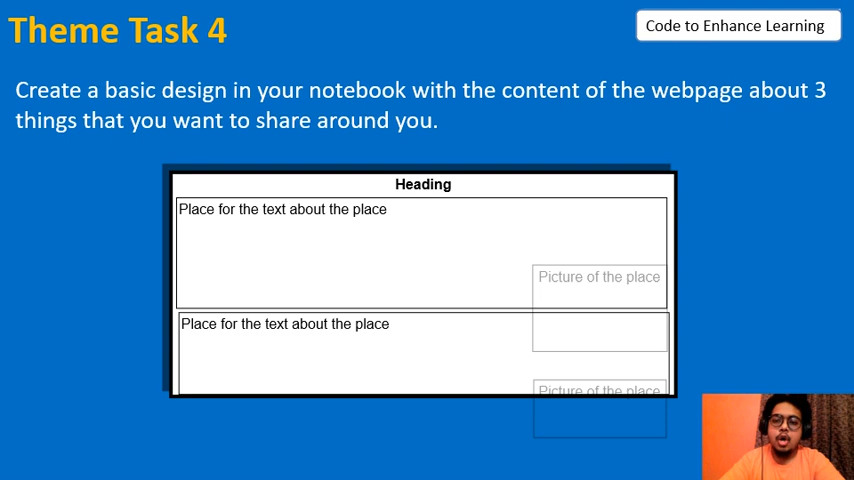 Theme Task 4
Code to Enhance Learning
Create a basic design in your notebook with the content of the webpage about 3
things that you want to share around you.
Heading
Place for the text about the place
Picture of the place
Place for the text about the place
Picture of the place